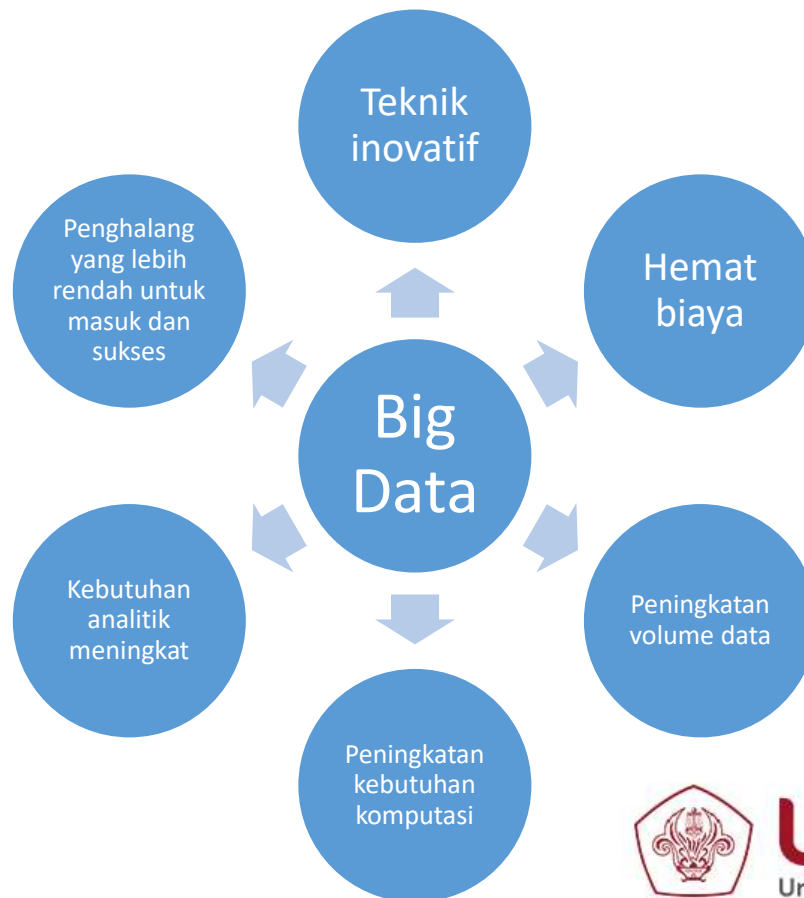 Teknik
inovatif
Penghalang
yang lebih
rendah untuk
masuk dan
sukses
Hemat
biaya
Big
Data
Kebutuhan
analitik
meningkat
Peningkatan
volume data
Peningkatan
kebutuhan
komputasi